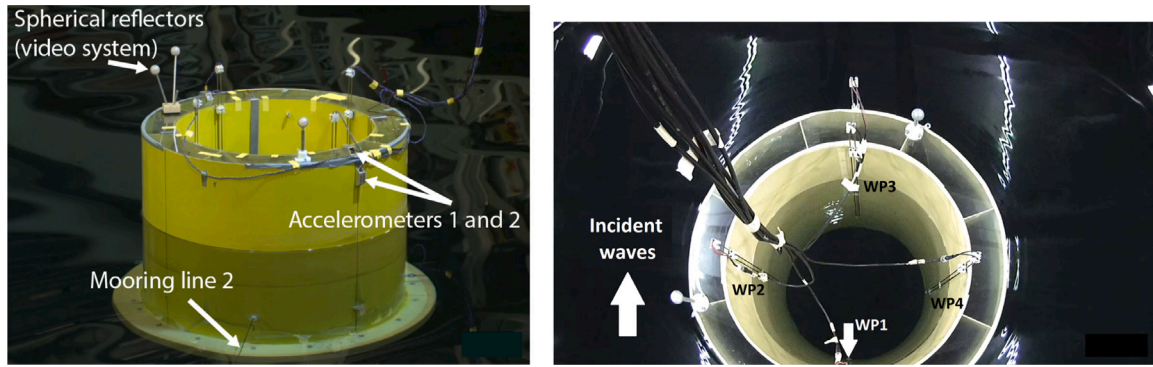 Spherical reflectors
(video system)
Accelerometers 1 and 2
Mooring line 2
WP3
Incident
waves
WP2
WP4
WP1